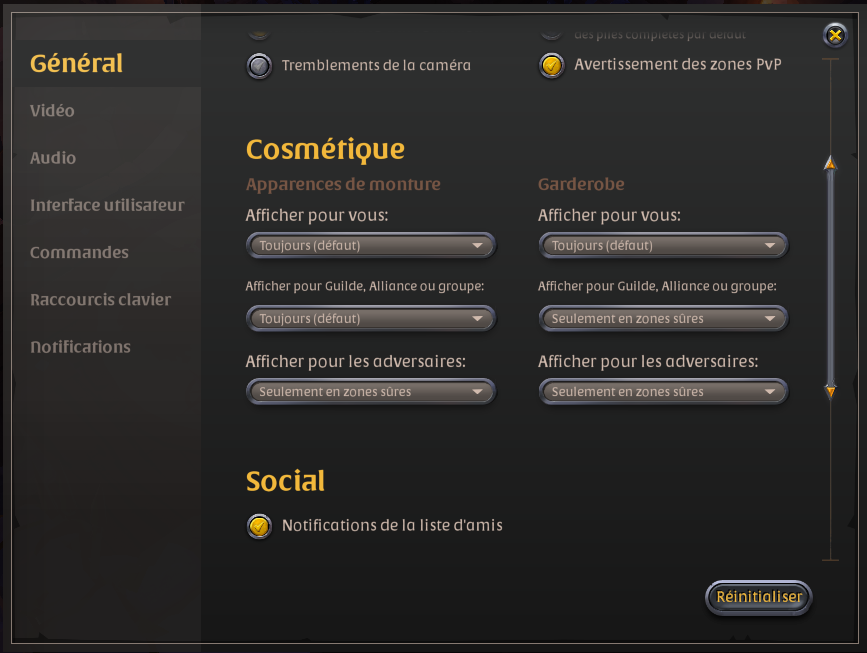 Général
Vidéo
Audio
Interface utilisateur
Commandes
Raccourcis clavier
Notifications
des piles complètes par défaut
Tremblements de la caméra
Avertissement des zones PvP
Cosmétique
Apparences de monture
Garderobe
Afficher pour vous:
Afficher pour vous:
Toujours (défaut)
Toujours (défaut)
Afficher pour Guilde, Alliance ou groupe:
Afficher pour Guilde, Alliance ou groupe:
Toujours (défaut)
Seulement en zones sûres
Afficher pour les adversaires:
Afficher pour les adversaires:
Seulement en zones sûres
Seulement en zones sûres
Social
Notifications de la liste d'amis
Réinitialiser